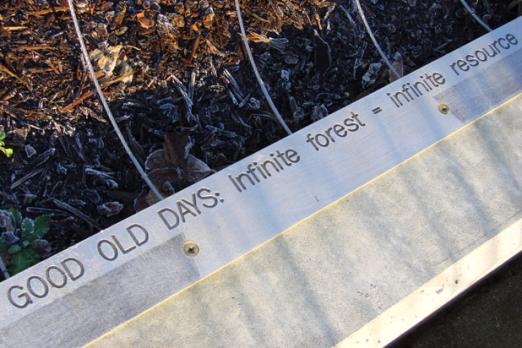 GOOD OLD DAYS: Infinite forest = infinite resource